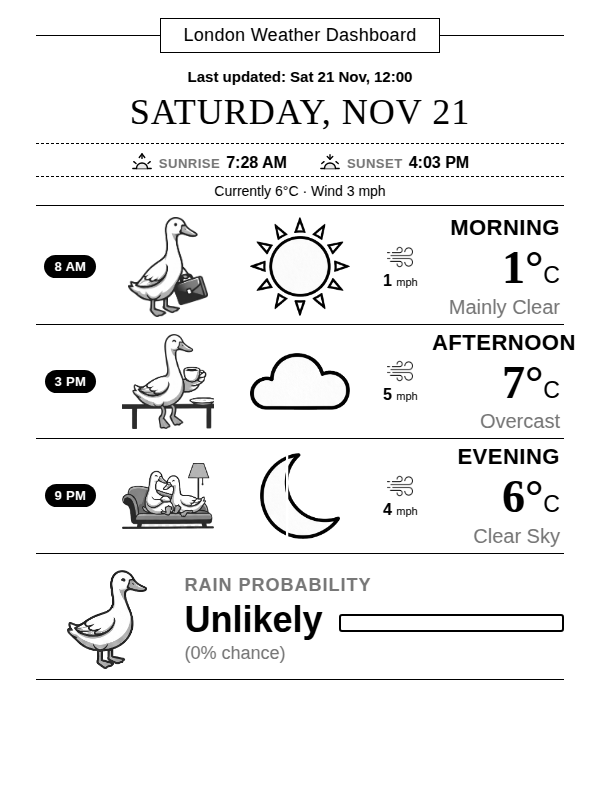 London Weather Dashboard
Last updated: Sat 21 Nov, 12:00
SATURDAY, NOV 21
SUNRISE 7:28 AM SUNSET 4:03 PM
Currently 6°C · Wind 3 mph
8 AM
1 mph
MORNING
1°C
Mainly Clear
3 PM
5 mph
AFTERNOON
7°C
Overcast
9 PM
4 mph
EVENING
6°C
Clear Sky
RAIN PROBABILITY
Unlikely
(0% chance)